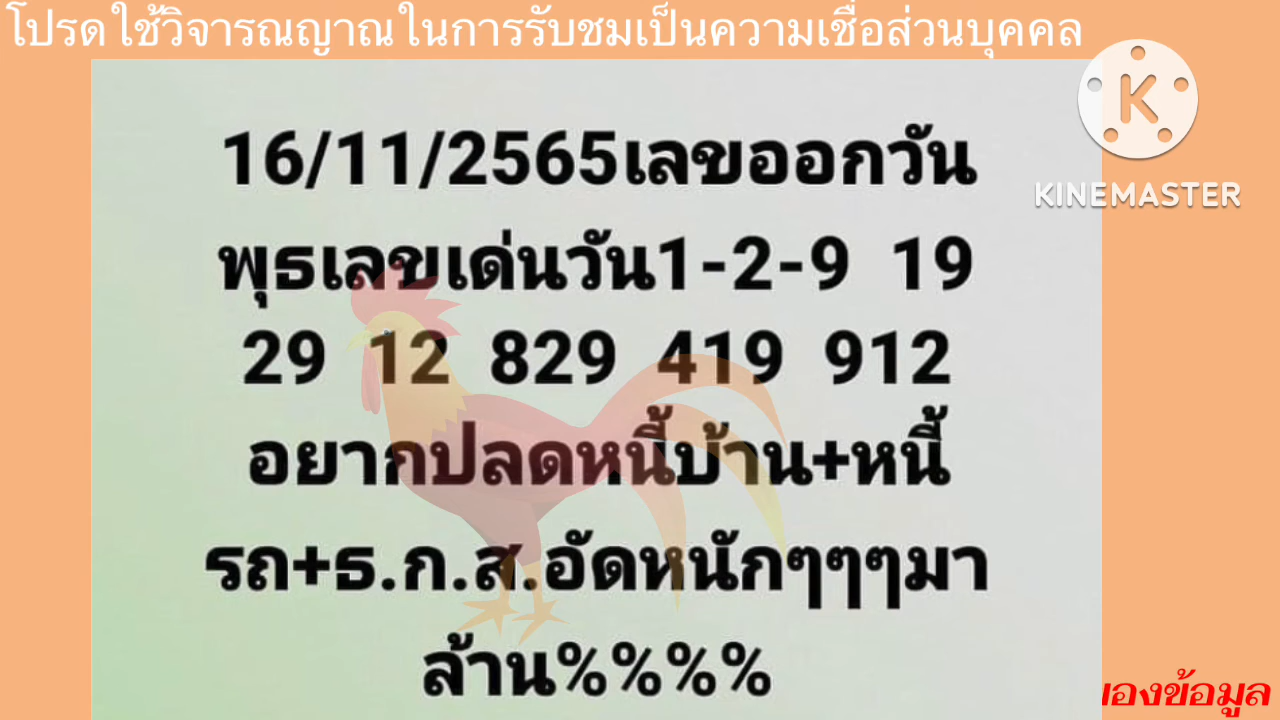 โปรดใช้วิจารณญาณในการรับชมเป็นความเชื่อส่วนบุคคล
KINEMASTER
16/11/2565เลขออกวัน
พุธเลขเด่นวัน1-2-9 19
29 12 829 419 912
อยากปลดหนี้บ้าน+หนี้
รถ+ธ.ก.ส.อัดหนักๆๆๆมา
ล้าน%%%%
ของข้อมูล